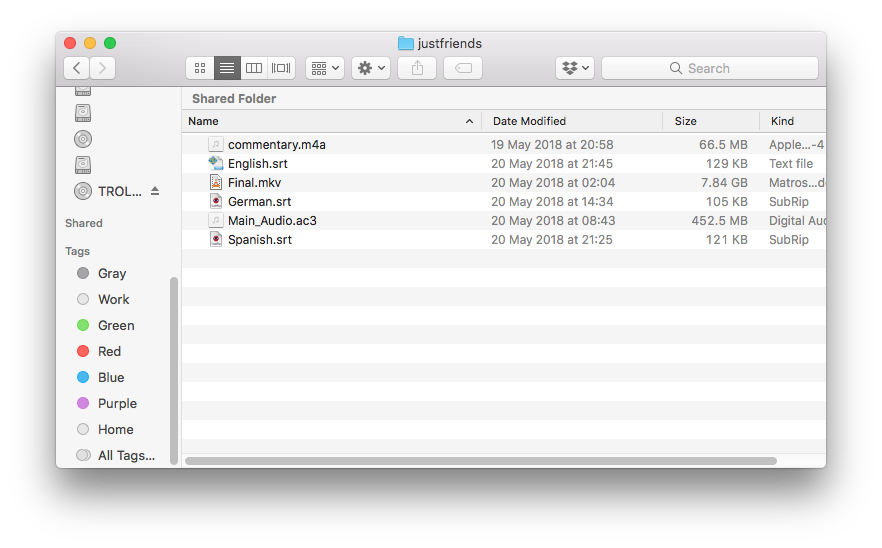 justfriends
Search
Shared Folder
Name Date Modified Size Kind
commentary.m4a 19 May 2018 at 20:58 66.5 MB Apple...-4
English.srt 20 May 2018 at 21:45 129 KB Text file
Final.mkv 20 May 2018 at 02:04 7.84 GB Matros...d
German.srt 20 May 2018 at 14:34 105 KB SubRip
Main_Audio.ac3 20 May 2018 at 08:43 452.5 MB Digital Au
Spanish.srt 20 May 2018 at 21:25 121 KB SubRip
TROL...
Shared
Tags
Gray
Work
Green
Red
Blue
Purple
Home
All Tags...